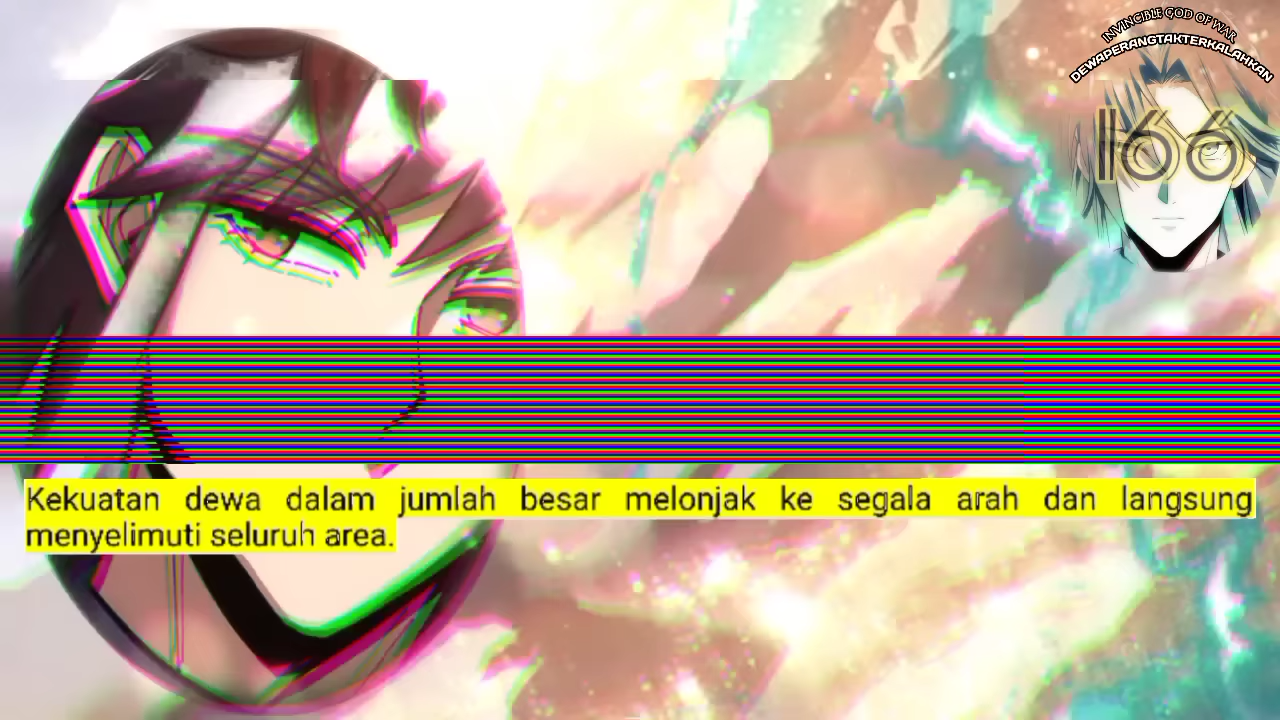 INVINCIBLE GOD OF WAR
DEWAPERANGTAKTERKALAHKAN
166
Kekuatan dewa dalam jumlah besar melonjak ke segala arah dan langsung
menyelimuti seluruh area.